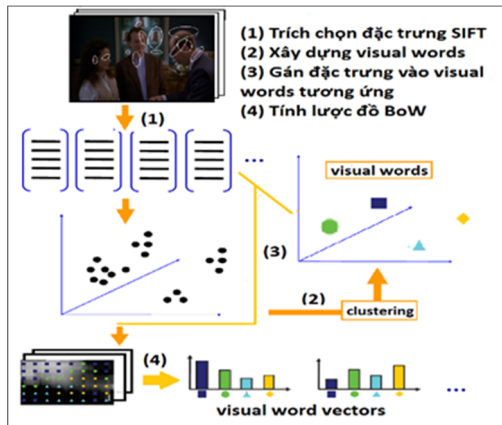 (1) Trích chọn đặc trưng SIFT
(2) Xây dựng visual words
(3) Gán đặc trưng vào visual
words tương ứng
(4) Tính lược đồ BoW
(1)
...
visual words
(3)
(2)
clustering
(4)
...
visual word vectors